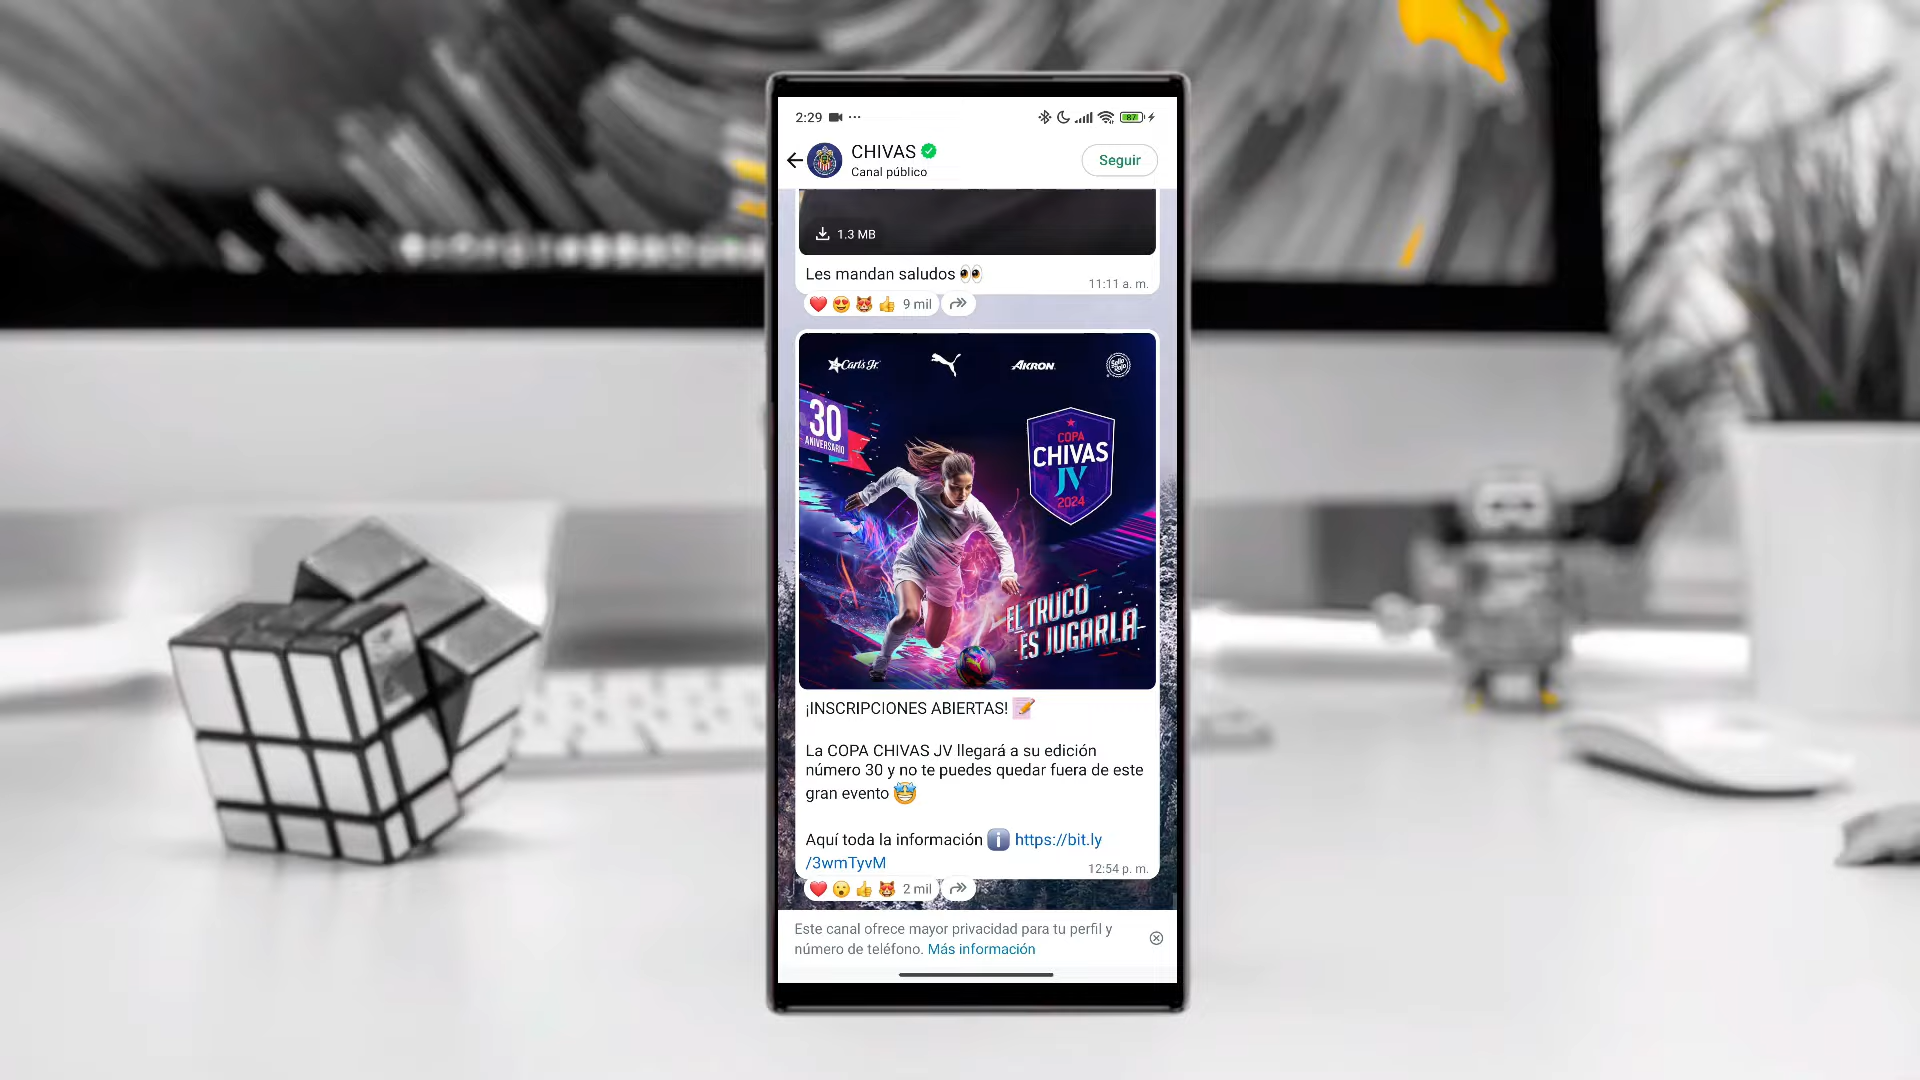 2:29
87
CHIVAS
Canal público
Seguir
1.3 MB
Les mandan saludos 👀
11:11 a. m.
9 mil
Carl's Jr.
AKRON
Sello Rojo
30
ANIVERSARIO
COPA
CHIVAS
JV
2024
EL TRUCO
ES JUGARLA
¡INSCRIPCIONES ABIERTAS! 📝
La COPA CHIVAS JV llegará a su edición
número 30 y no te puedes quedar fuera de este
gran evento 🤩
Aquí toda la información ℹ️ https://bit.ly
/3wmTyvM
12:54 p. m.
2 mil
Este canal ofrece mayor privacidad para tu perfil y
número de teléfono. Más información